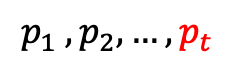 p₁ , p₂, … , pₜ